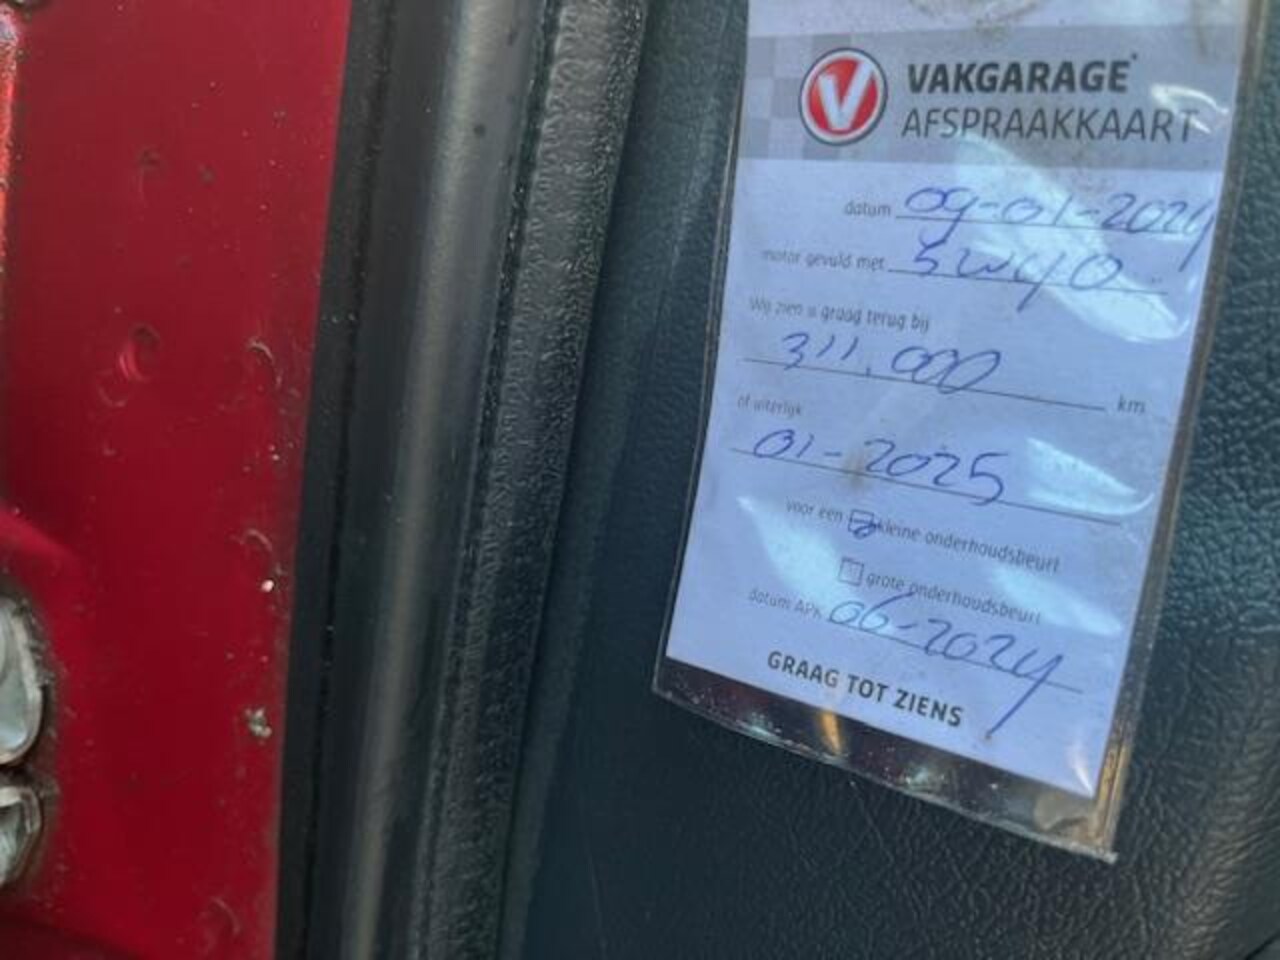 V VAKGARAGE
AFSPRAAKKAART
datum 09-01-2024
motor gevuld met 5W40
Wij zien u graag terug bij
311.000 km
of uiterlijk
01-2025
voor een kleine onderhoudsbeurt
grote onderhoudsbeurt
datum APK 06-2024
GRAAG TOT ZIENS